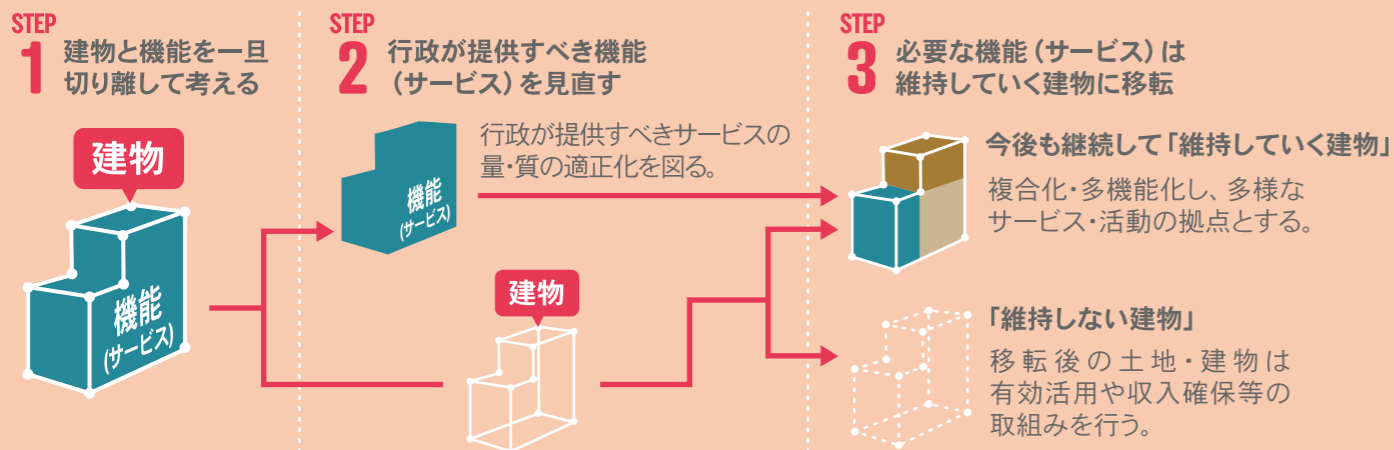 STEP
1
建物と機能を一旦
切り離して考える
建物
機能
(サービス)
STEP
2
行政が提供すべき機能
（サービス）を見直す
機能
(サービス)
行政が提供すべきサービスの
量・質の適正化を図る。
建物
STEP
3
必要な機能（サービス）は
維持していく建物に移転
今後も継続して「維持していく建物」
複合化・多機能化し、多様な
サービス・活動の拠点とする。
「維持しない建物」
移転後の土地・建物は
有効活用や収入確保等の
取組みを行う。